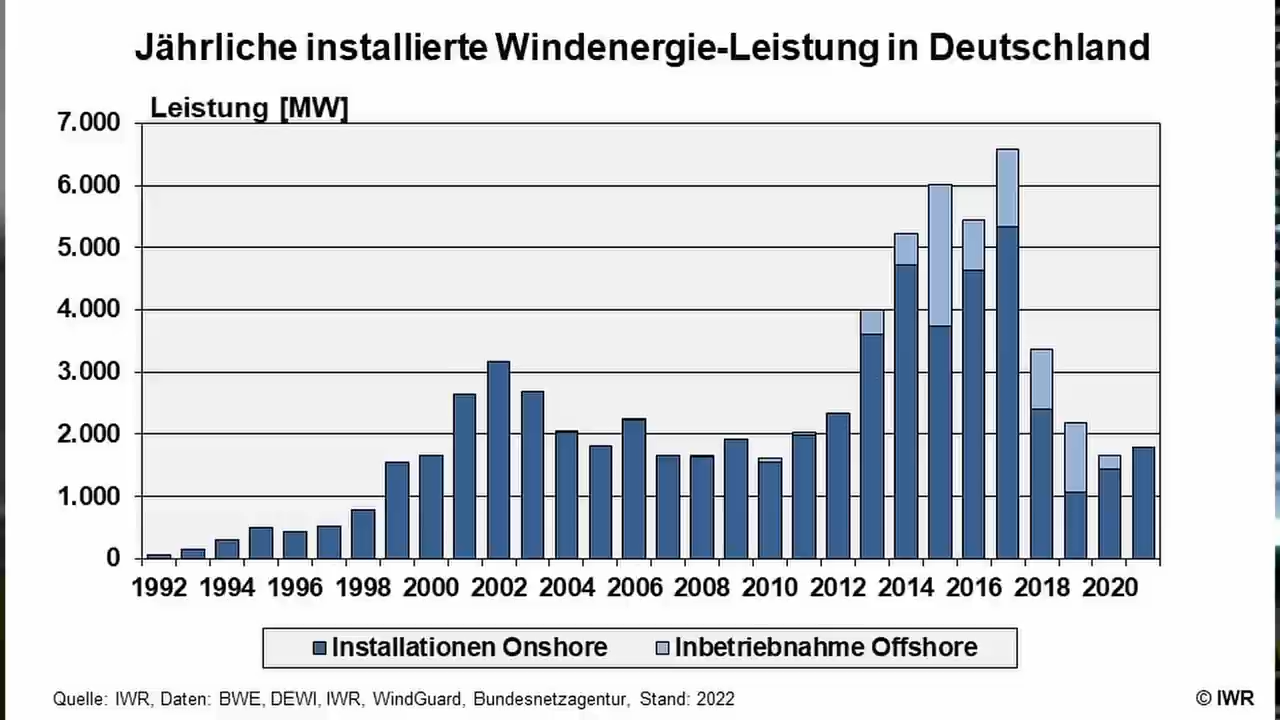 Jährliche installierte Windenergie-Leistung in Deutschland
Leistung [MW]
7.000
6.000
5.000
4.000
3.000
2.000
1.000
0
1992 1994 1996 1998 2000 2002 2004 2006 2008 2010 2012 2014 2016 2018 2020
Installationen Onshore Inbetriebnahme Offshore
Quelle: IWR, Daten: BWE, DEWI, IWR, WindGuard, Bundesnetzagentur, Stand: 2022 © IWR